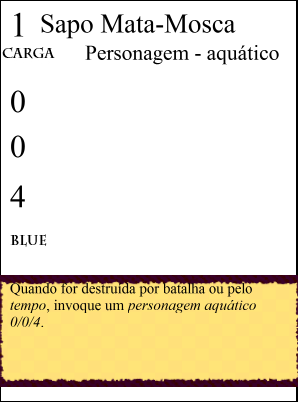 1 Sapo Mata-Mosca
CARGA Personagem - aquático
0
0
4
BLUE
Quando for destruída por batalha ou pelo
tempo, invoque um personagem aquático
0/0/4.